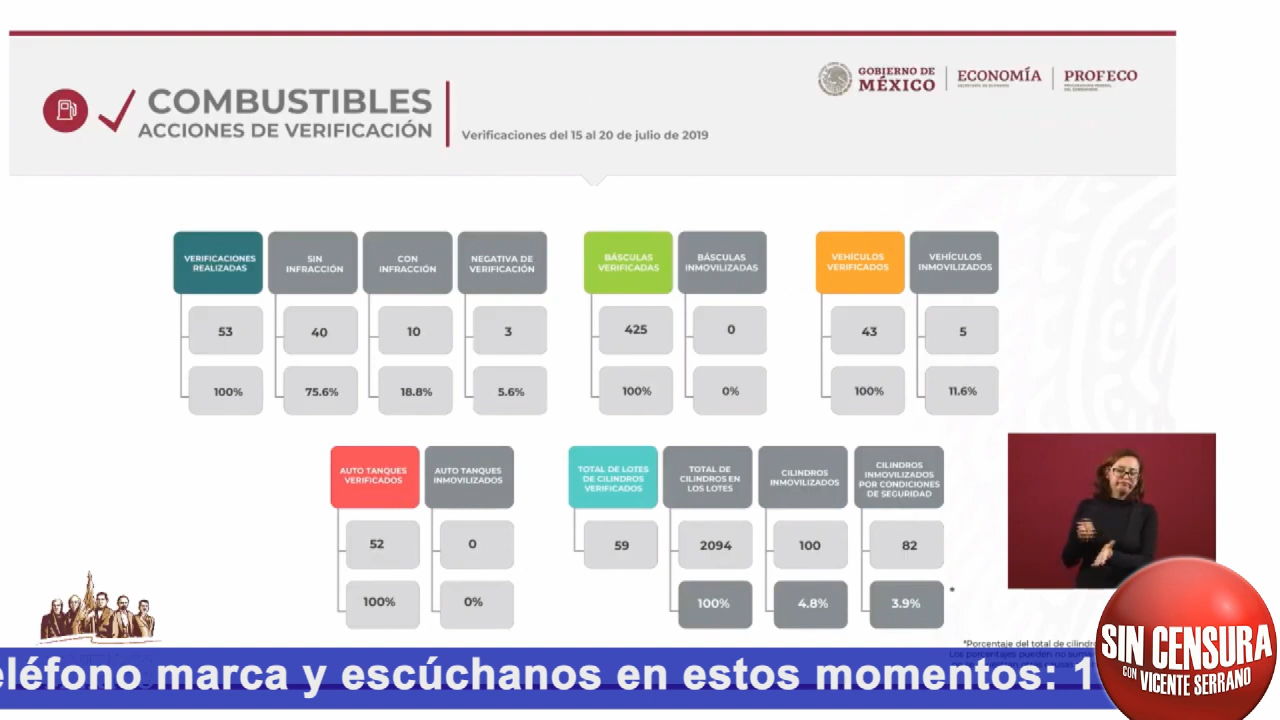 COMBUSTIBLES
ACCIONES DE VERIFICACIÓN
Verificaciones del 15 al 20 de julio de 2019
GOBIERNO DE
MÉXICO
ECONOMÍA
PROFECO
VERIFICACIONES
REALIZADAS
53
100%
SIN
INFRACCIÓN
40
75.6%
CON
INFRACCIÓN
10
18.8%
NEGATIVA DE
VERIFICACIÓN
3
5.6%
BÁSCULAS
VERIFICADAS
425
100%
BÁSCULAS
INMOVILIZADAS
0
0%
VEHÍCULOS
VERIFICADOS
43
100%
VEHÍCULOS
INMOVILIZADOS
5
11.6%
AUTO TANQUES
VERIFICADOS
52
100%
AUTO TANQUES
INMOVILIZADOS
0
0%
TOTAL DE LOTES
DE CILINDROS
VERIFICADOS
59
TOTAL DE
CILINDROS EN
LOS LOTES
2094
100%
CILINDROS
INMOVILIZADOS
100
4.8%
CILINDROS
INMOVILIZADOS
POR CONDICIONES
DE SEGURIDAD
82
3.9%
*
*Porcentaje del total de cilindr
eléfono marca y escúchanos en estos momentos: 1
SIN CENSURA
CON
VICENTE SERRANO